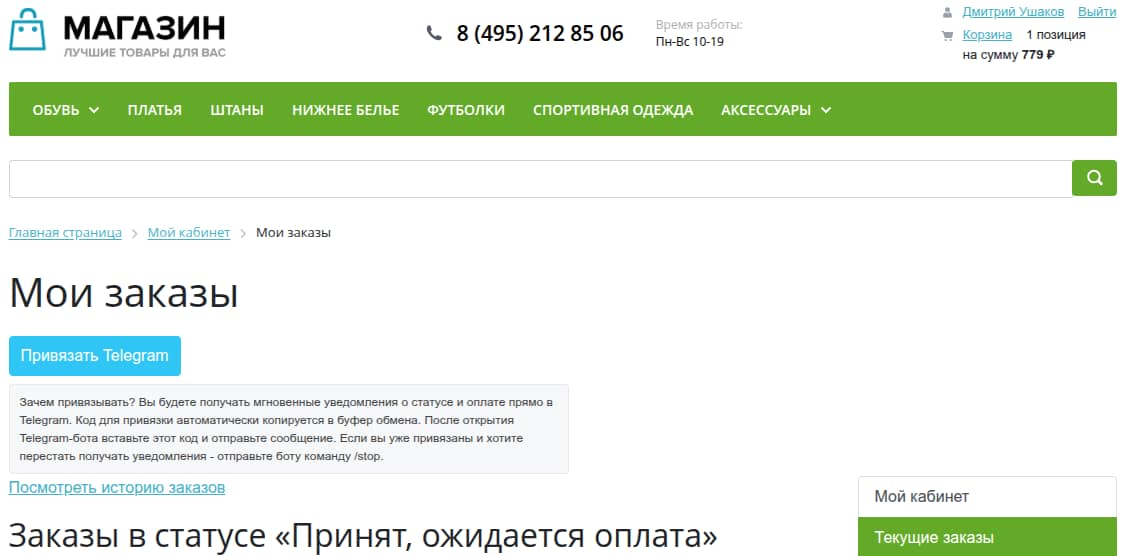 МАГАЗИН
ЛУЧШИЕ ТОВАРЫ ДЛЯ ВАС
8 (495) 212 85 06
Время работы:
Пн-Вс 10-19
Дмитрий Ушаков Выйти
Корзина 1 позиция
на сумму 779 ₽
ОБУВЬ ПЛАТЬЯ ШТАНЫ НИЖНЕЕ БЕЛЬЕ ФУТБОЛКИ СПОРТИВНАЯ ОДЕЖДА АКСЕССУАРЫ
Главная страница Мой кабинет Мои заказы
Мои заказы
Привязать Telegram
Зачем привязывать? Вы будете получать мгновенные уведомления о статусе и оплате прямо в
Telegram. Код для привязки автоматически копируется в буфер обмена. После открытия
Telegram-бота вставьте этот код и отправьте сообщение. Если вы уже привязаны и хотите
перестать получать уведомления - отправьте боту команду /stop.
Посмотреть историю заказов
Мой кабинет
Текущие заказы
Заказы в статусе «Принят, ожидается оплата»